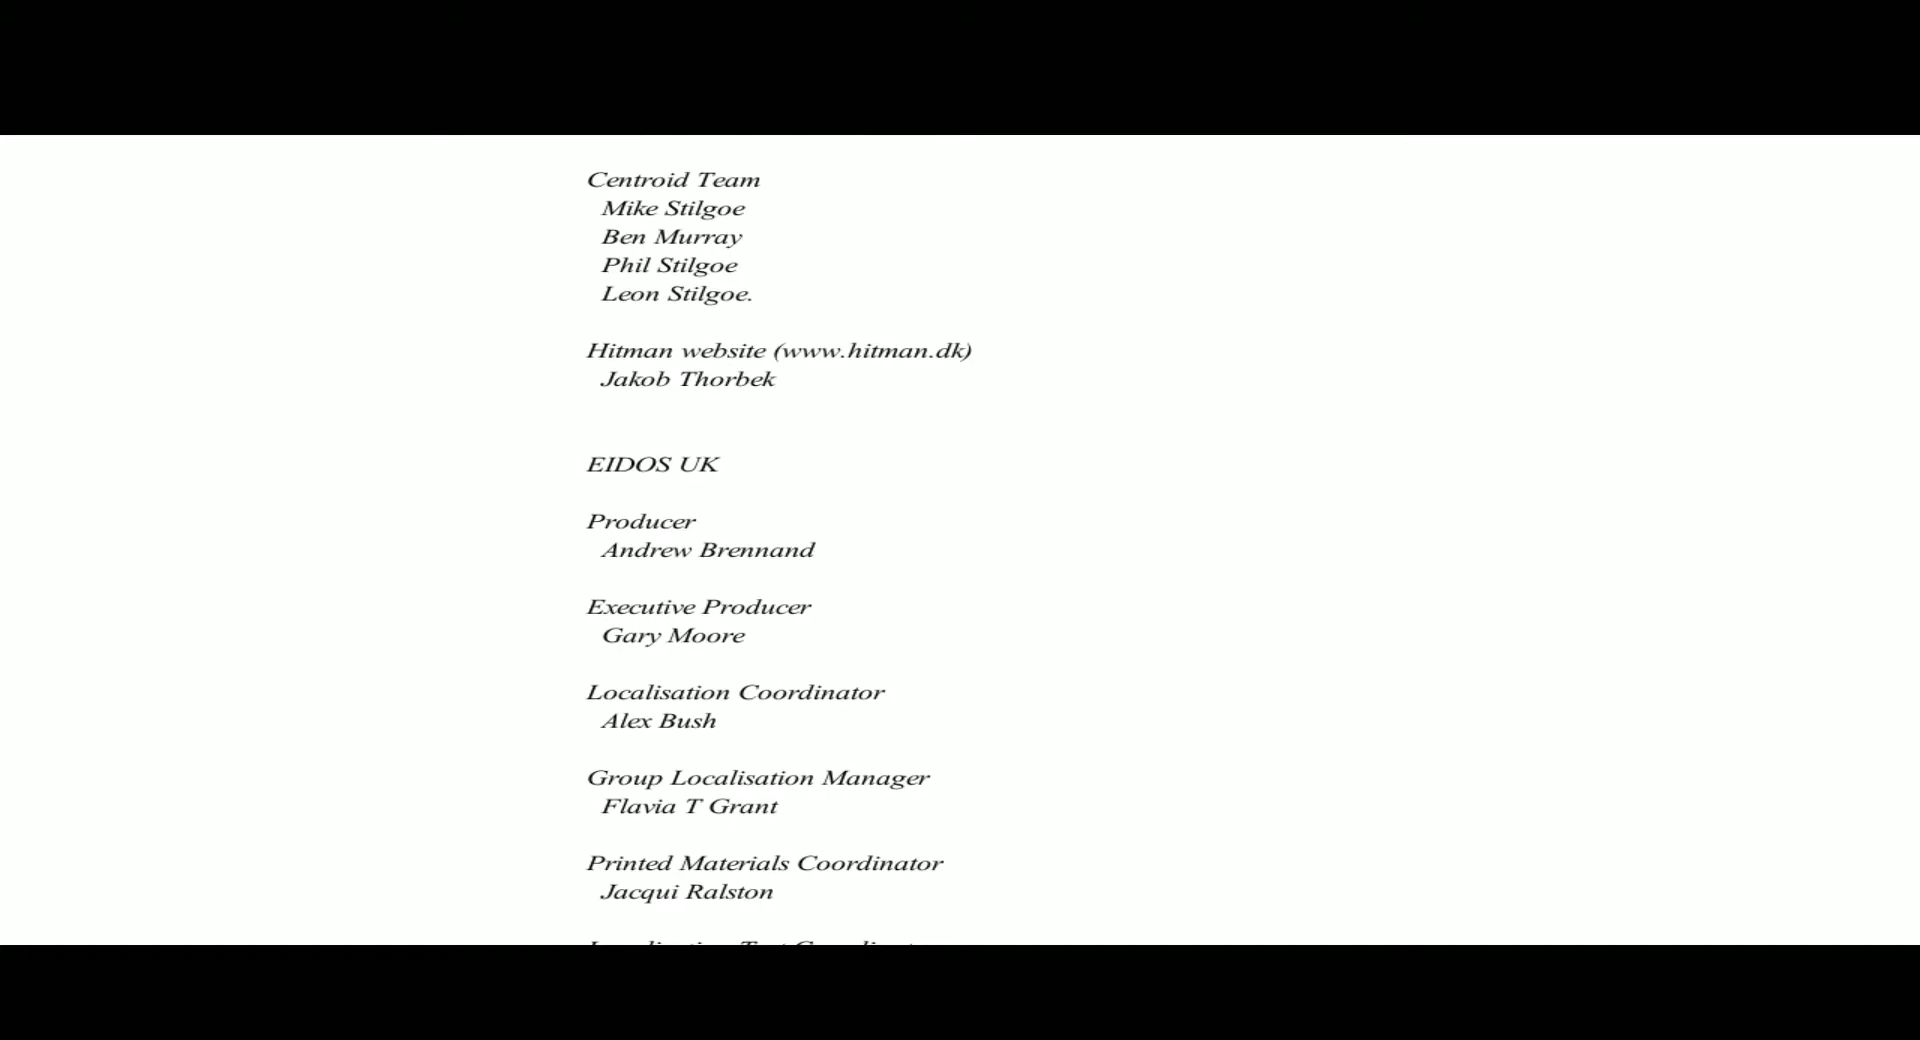 Centroid Team
Mike Stilgoe
Ben Murray
Phil Stilgoe
Leon Stilgoe.
Hitman website (www.hitman.dk)
Jakob Thorbek
EIDOS UK
Producer
Andrew Brennand
Executive Producer
Gary Moore
Localisation Coordinator
Alex Bush
Group Localisation Manager
Flavia T Grant
Printed Materials Coordinator
Jacqui Ralston